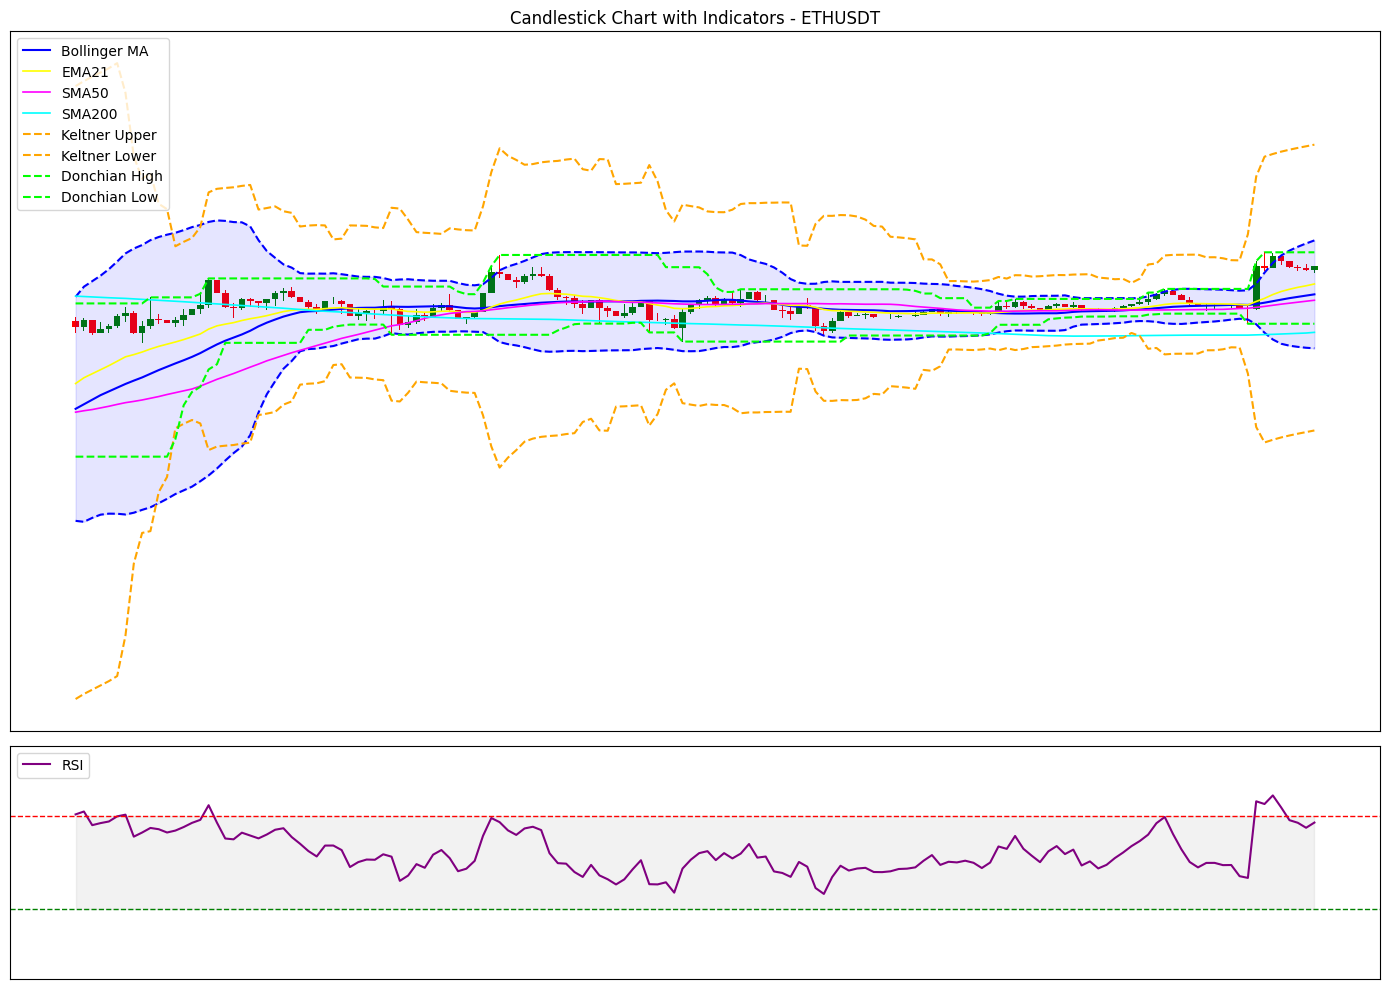 Candlestick Chart with Indicators - ETHUSDT
Bollinger MA
EMA21
SMA50
SMA200
Keltner Upper
Keltner Lower
Donchian High
Donchian Low
RSI